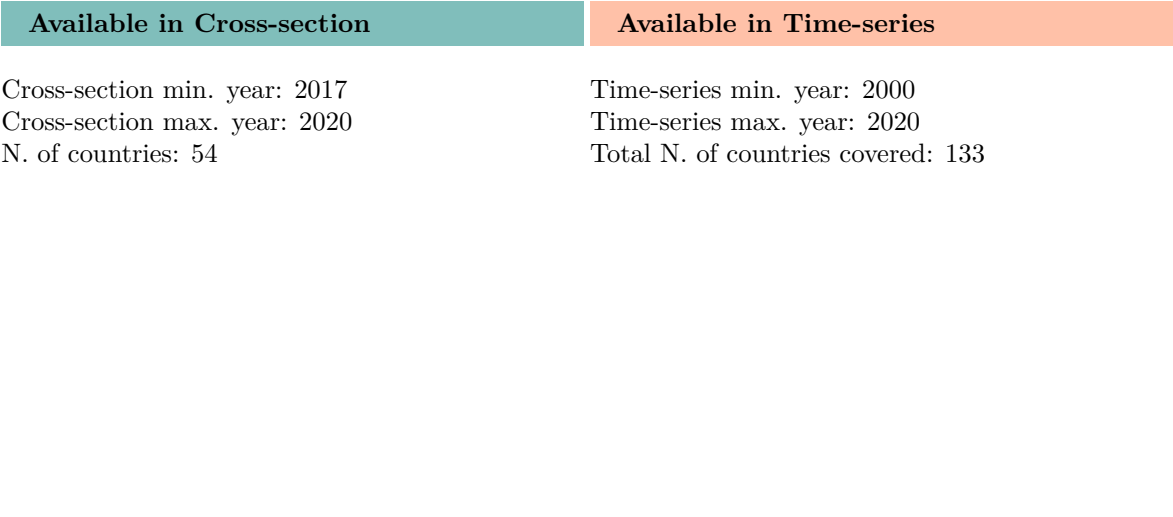 Available in Cross-section
Cross-section min. year: 2017
Cross-section max. year: 2020
N. of countries: 54
Available in Time-series
Time-series min. year: 2000
Time-series max. year: 2020
Total N. of countries covered: 133